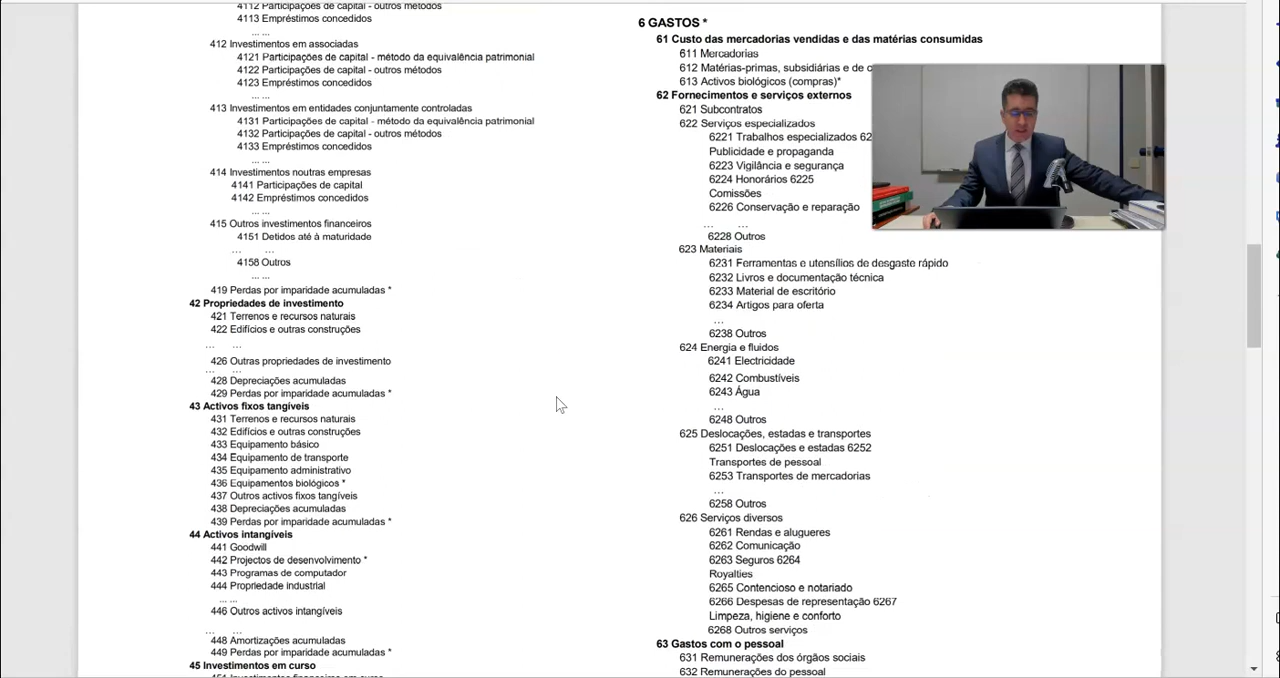 4112 Participações de capital - outros métodos
4113 Empréstimos concedidos
... ...
412 Investimentos em associadas
4121 Participações de capital - método da equivalência patrimonial
4122 Participações de capital - outros métodos
4123 Empréstimos concedidos
... ...
413 Investimentos em entidades conjuntamente controladas
4131 Participações de capital - método da equivalência patrimonial
4132 Participações de capital - outros métodos
4133 Empréstimos concedidos
... ...
414 Investimentos noutras empresas
4141 Participações de capital
4142 Empréstimos concedidos
... ...
415 Outros investimentos financeiros
4151 Detidos até à maturidade
... ...
4158 Outros
... ...
419 Perdas por imparidade acumuladas *
42 Propriedades de investimento
421 Terrenos e recursos naturais
422 Edifícios e outras construções
... ...
426 Outras propriedades de investimento
... ...
428 Depreciações acumuladas
429 Perdas por imparidade acumuladas *
43 Activos fixos tangíveis
431 Terrenos e recursos naturais
432 Edifícios e outras construções
433 Equipamento básico
434 Equipamento de transporte
435 Equipamento administrativo
436 Equipamentos biológicos *
437 Outros activos fixos tangíveis
438 Depreciações acumuladas
439 Perdas por imparidade acumuladas *
44 Activos intangíveis
441 Goodwill
442 Projectos de desenvolvimento *
443 Programas de computador
444 Propriedade industrial
... ...
446 Outros activos intangíveis
... ...
448 Amortizações acumuladas
449 Perdas por imparidade acumuladas *
45 Investimentos em curso
6 GASTOS *
61 Custo das mercadorias vendidas e das matérias consumidas
611 Mercadorias
612 Matérias-primas, subsidiárias e de c
613 Activos biológicos (compras)*
62 Fornecimentos e serviços externos
621 Subcontratos
622 Serviços especializados
6221 Trabalhos especializados 62
Publicidade e propaganda
6223 Vigilância e segurança
6224 Honorários 6225
Comissões
6226 Conservação e reparação
... ...
6228 Outros
623 Materiais
6231 Ferramentas e utensílios de desgaste rápido
6232 Livros e documentação técnica
6233 Material de escritório
6234 Artigos para oferta
...
6238 Outros
624 Energia e fluidos
6241 Electricidade
6242 Combustíveis
6243 Água
...
6248 Outros
625 Deslocações, estadas e transportes
6251 Deslocações e estadas 6252
Transportes de pessoal
6253 Transportes de mercadorias
...
6258 Outros
626 Serviços diversos
6261 Rendas e alugueres
6262 Comunicação
6263 Seguros 6264
Royalties
6265 Contencioso e notariado
6266 Despesas de representação 6267
Limpeza, higiene e conforto
6268 Outros serviços
63 Gastos com o pessoal
631 Remunerações dos órgãos sociais
632 Remunerações do pessoal